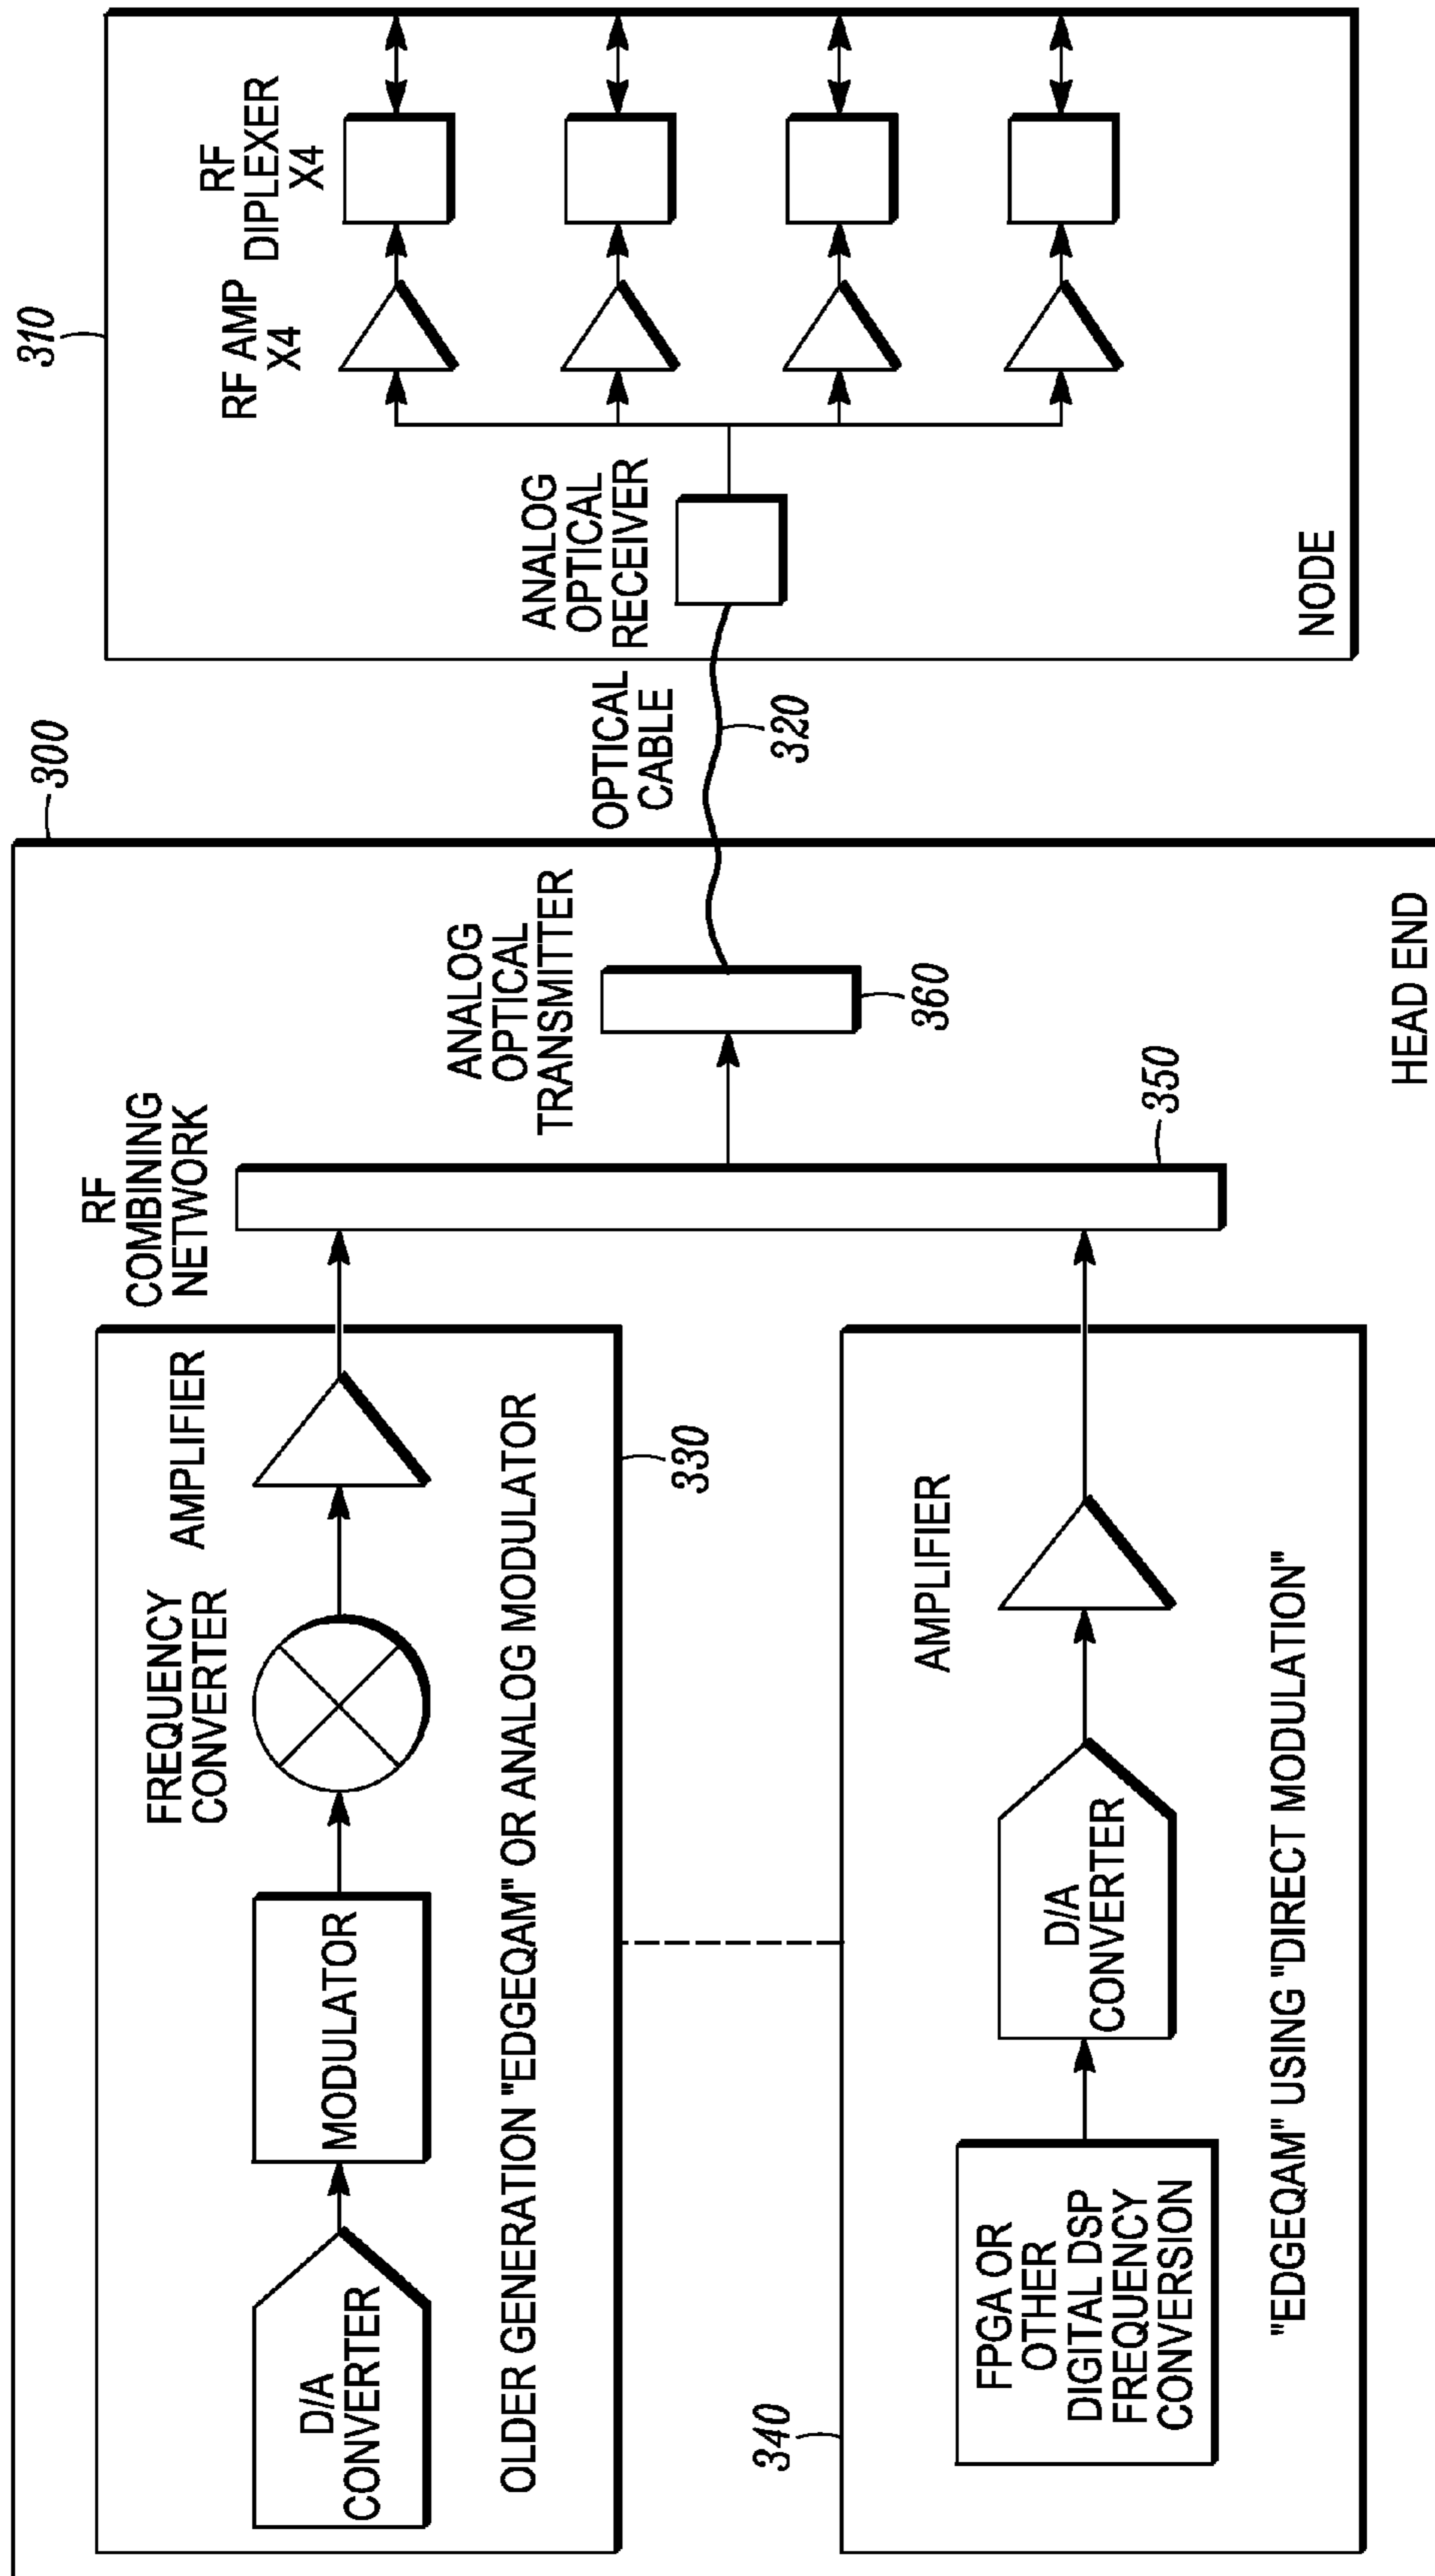 300
D/A
CONVERTER
MODULATOR
FREQUENCY
CONVERTER
AMPLIFIER
OLDER GENERATION "EDGEQAM" OR ANALOG MODULATOR
330
340
FPGA OR
OTHER
DIGITAL DSP
FREQUENCY
CONVERSION
D/A
CONVERTER
AMPLIFIER
"EDGEQAM" USING "DIRECT MODULATION"
RF
COMBINING
NETWORK
350
ANALOG
OPTICAL
TRANSMITTER
360
HEAD END
OPTICAL
CABLE
320
310
ANALOG
OPTICAL
RECEIVER
RF AMP
X4
RF
DIPLEXER
X4
NODE